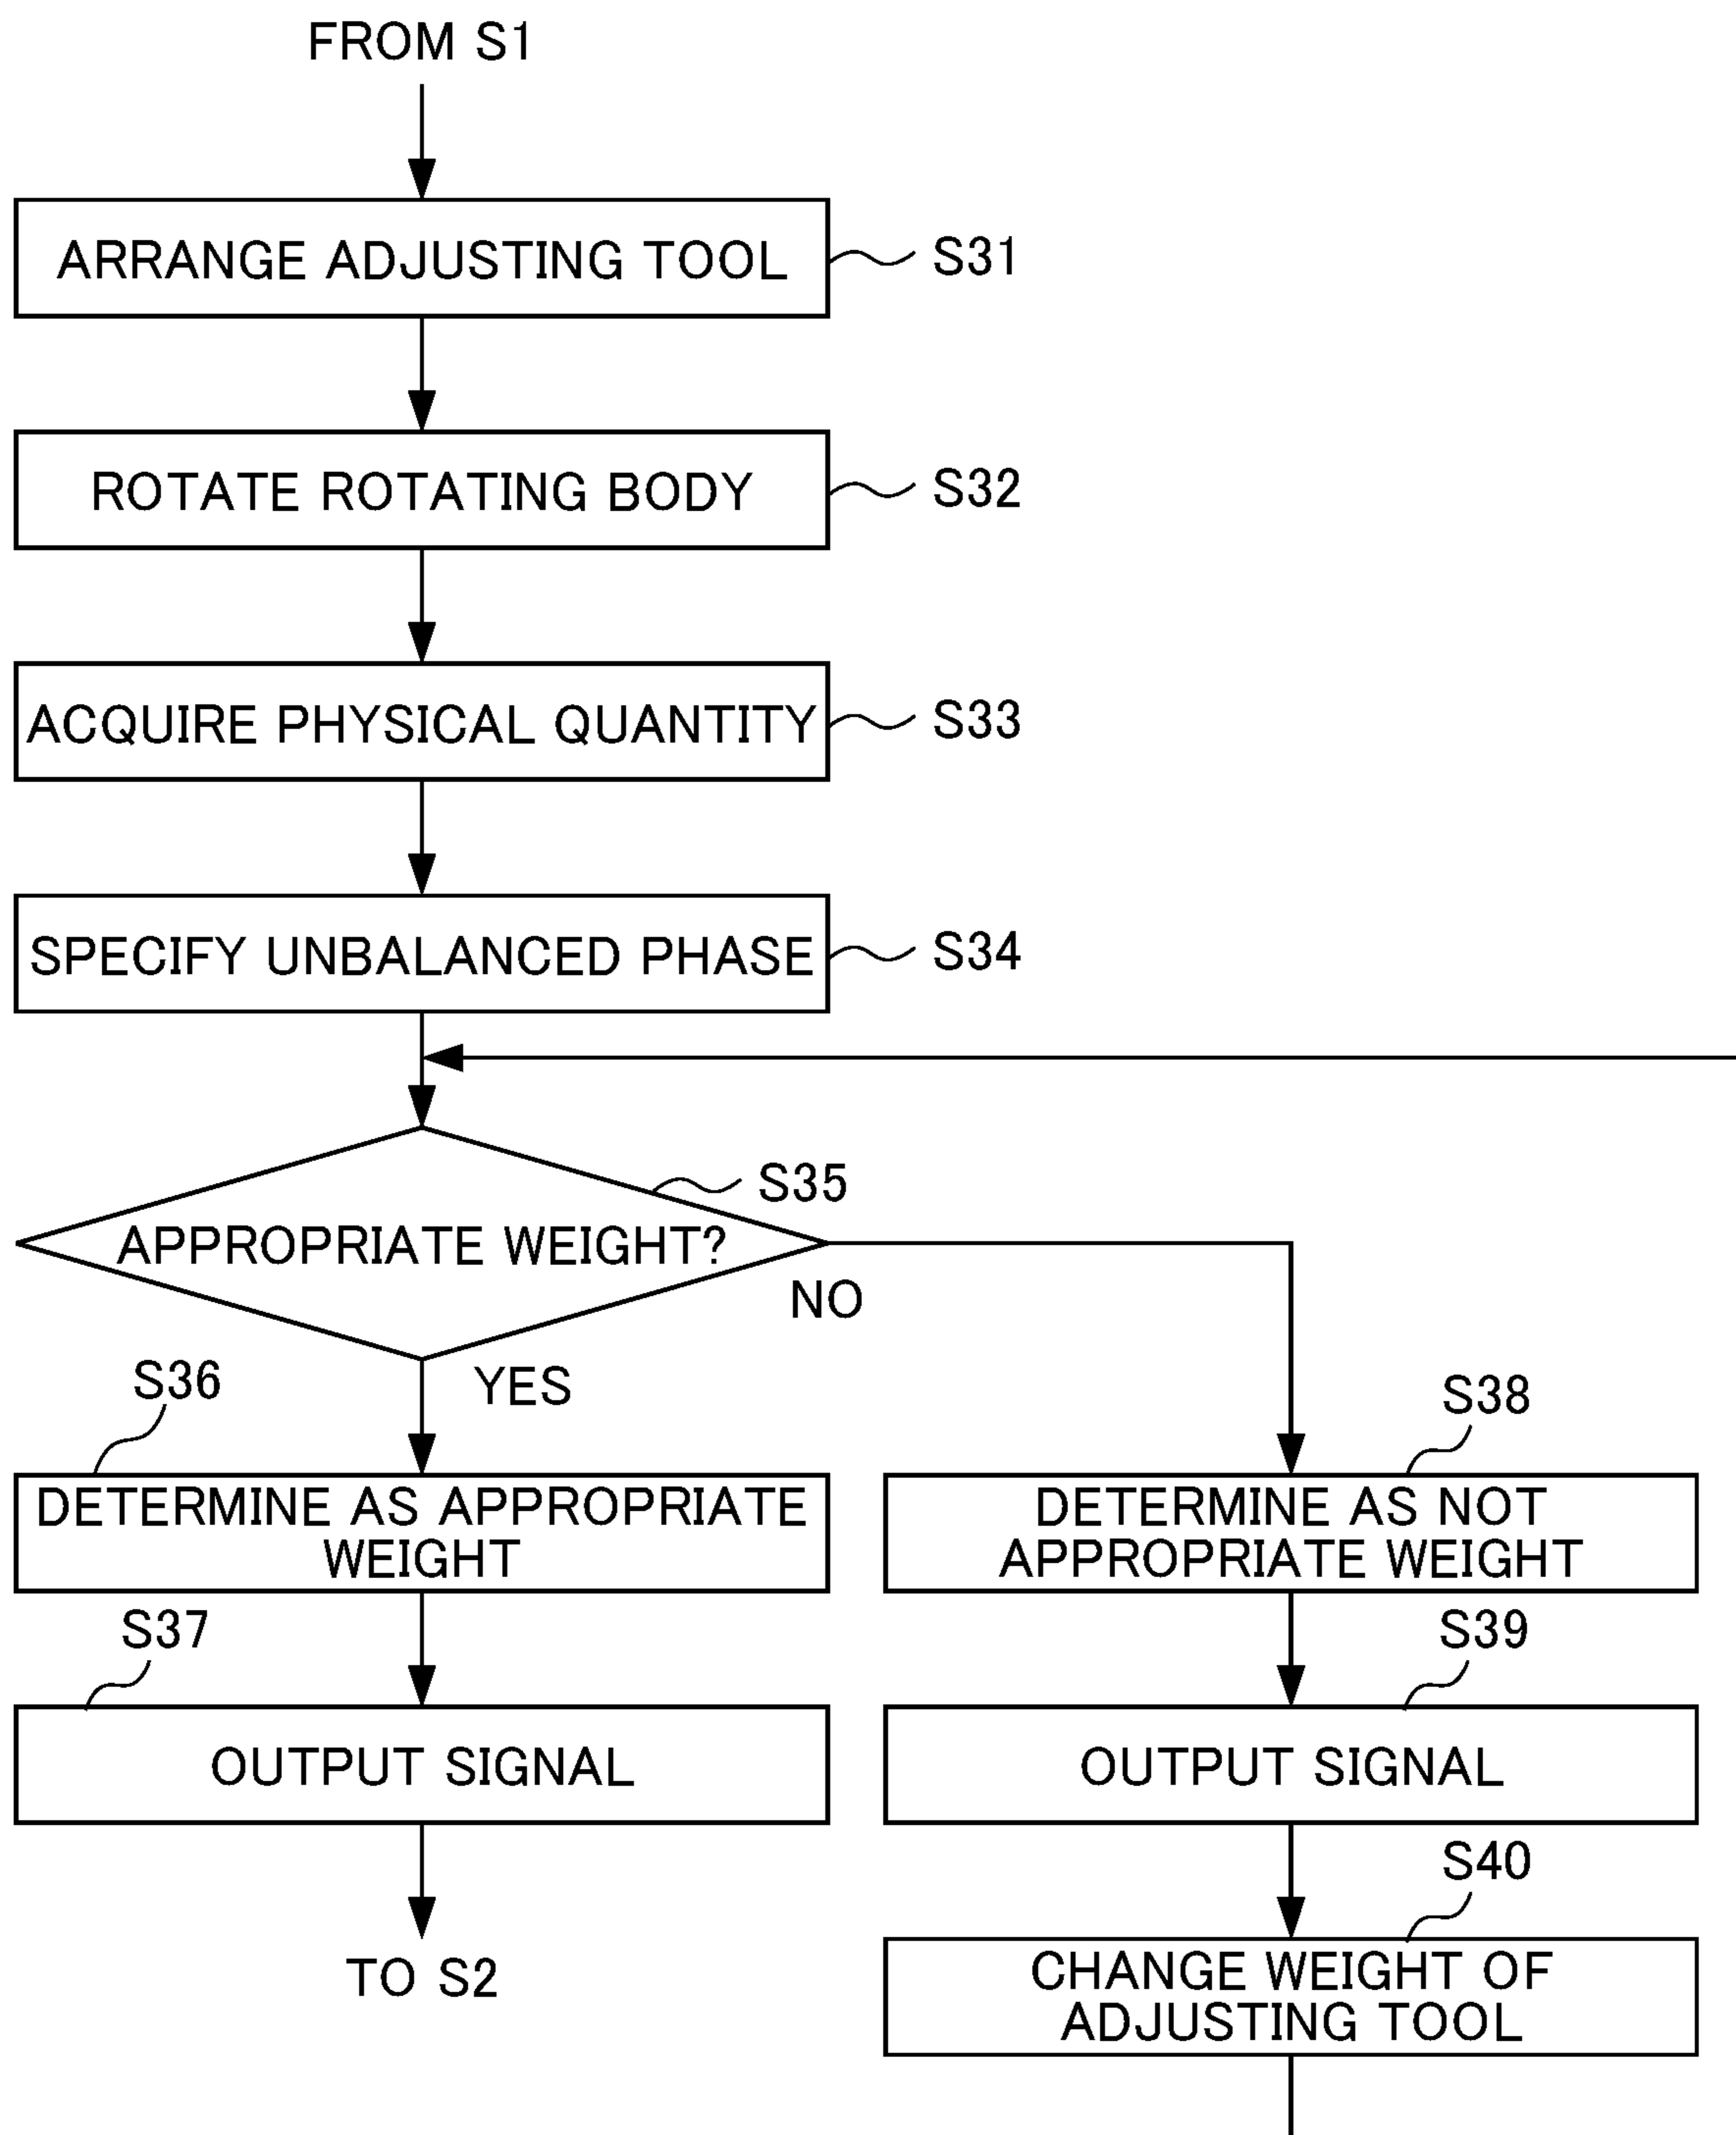 FROM S1
ARRANGE ADJUSTING TOOL
S31
ROTATE ROTATING BODY
S32
ACQUIRE PHYSICAL QUANTITY
S33
SPECIFY UNBALANCED PHASE
S34
S35
APPROPRIATE WEIGHT?
NO
YES
S36
DETERMINE AS APPROPRIATE
WEIGHT
S38
DETERMINE AS NOT
APPROPRIATE WEIGHT
S37
OUTPUT SIGNAL
S39
OUTPUT SIGNAL
TO S2
S40
CHANGE WEIGHT OF
ADJUSTING TOOL